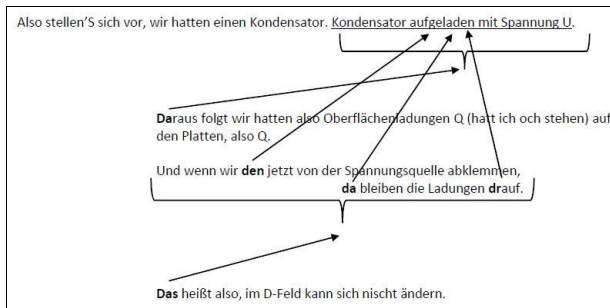 Also stellen’S sich vor, wir hatten einen Kondensator. Kondensator aufgeladen mit Spannung U.
Daraus folgt wir hatten also Oberflächenladungen Q (hatt ich och stehen) auf
den Platten, also Q.
Und wenn wir den jetzt von der Spannungsquelle abklemmen,
da bleiben die Ladungen drauf.
Das heißt also, im D-Feld kann sich nischt ändern.